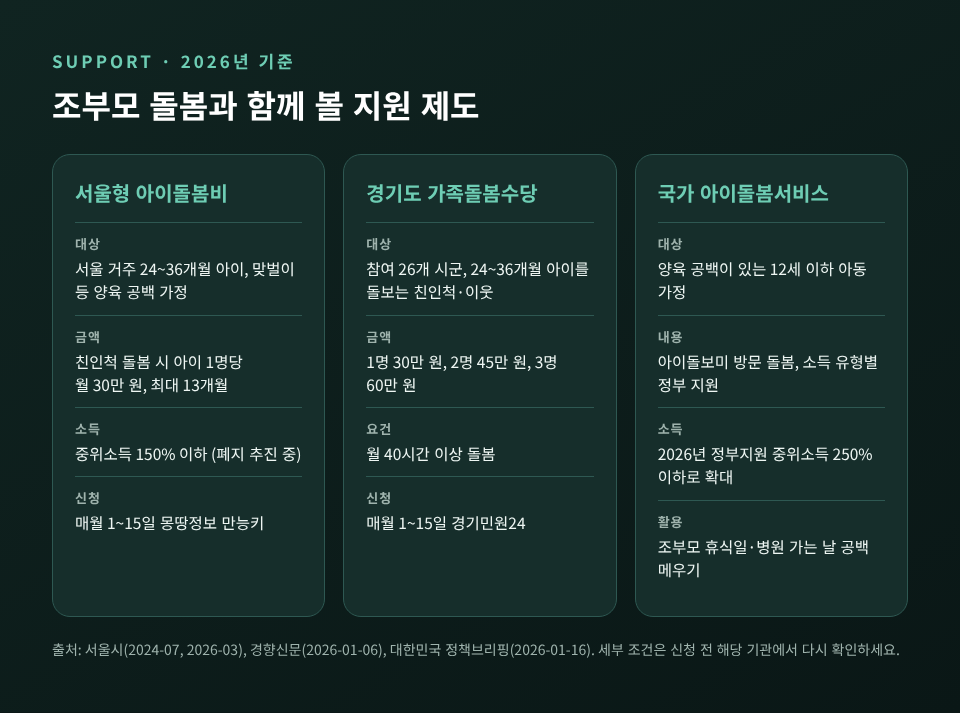 SUPPORT · 2026년 기준
조부모 돌봄과 함께 볼 지원 제도
서울형 아이돌봄비
대상
서울 거주 24~36개월 아이, 맞벌이
등 양육 공백 가정
금액
친인척 돌봄 시 아이 1명당
월 30만 원, 최대 13개월
소득
중위소득 150% 이하 (폐지 추진 중)
신청
매월 1~15일 몽땅정보 만능키
경기도 가족돌봄수당
대상
참여 26개 시군, 24~36개월 아이를
돌보는 친인척·이웃
금액
1명 30만 원, 2명 45만 원, 3명
60만 원
요건
월 40시간 이상 돌봄
신청
매월 1~15일 경기민원24
국가 아이돌봄서비스
대상
양육 공백이 있는 12세 이하 아동
가정
내용
아이돌보미 방문 돌봄, 소득 유형별
정부 지원
소득
2026년 정부지원 중위소득 250%
이하로 확대
활용
조부모 휴식일·병원 가는 날 공백
메우기
출처: 서울시(2024-07, 2026-03), 경향신문(2026-01-06), 대한민국 정책브리핑(2026-01-16). 세부 조건은 신청 전 해당 기관에서 다시 확인하세요.